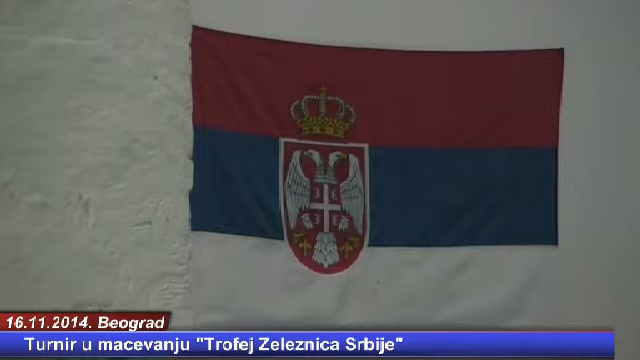 16.11.2014. Beograd
Turnir u macevanju "Trofej Zeleznica Srbije"